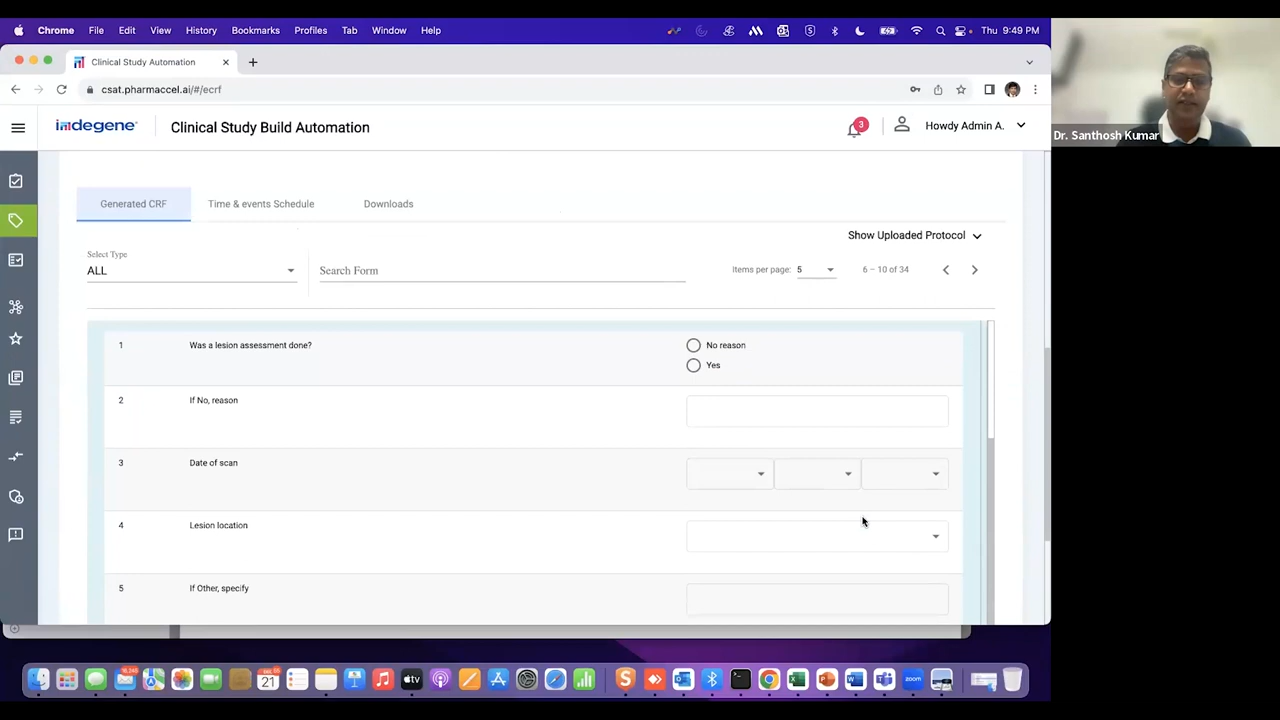 Chrome File Edit View History Bookmarks Profiles Tab Window Help Thu 9:49 PM
Clinical Study Automation
csat.pharmaccel.ai/#/ecrf
indegene Clinical Study Build Automation 3 Howdy Admin A.
Dr. Santhosh Kumar
Generated CRF Time & events Schedule Downloads
Show Uploaded Protocol
Select Type
ALL Search Form Items per page: 5 6 – 10 of 34
1 Was a lesion assessment done? No reason
Yes
2 If No, reason
3 Date of scan
4 Lesion location
5 If Other, specify
21
tv
zoom